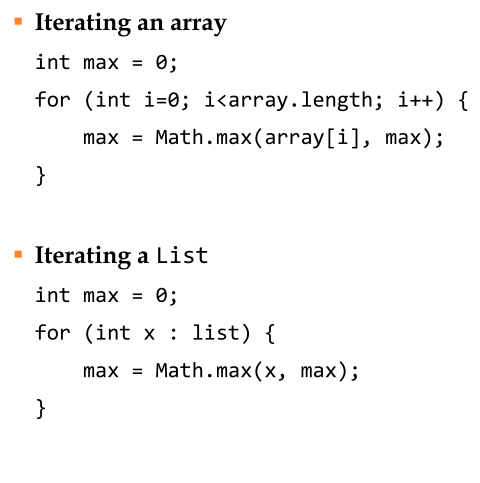 ▪ Iterating an array
int max = 0;
for (int i=0; i<array.length; i++) {
    max = Math.max(array[i], max);
}
▪ Iterating a List
int max = 0;
for (int x : list) {
    max = Math.max(x, max);
}